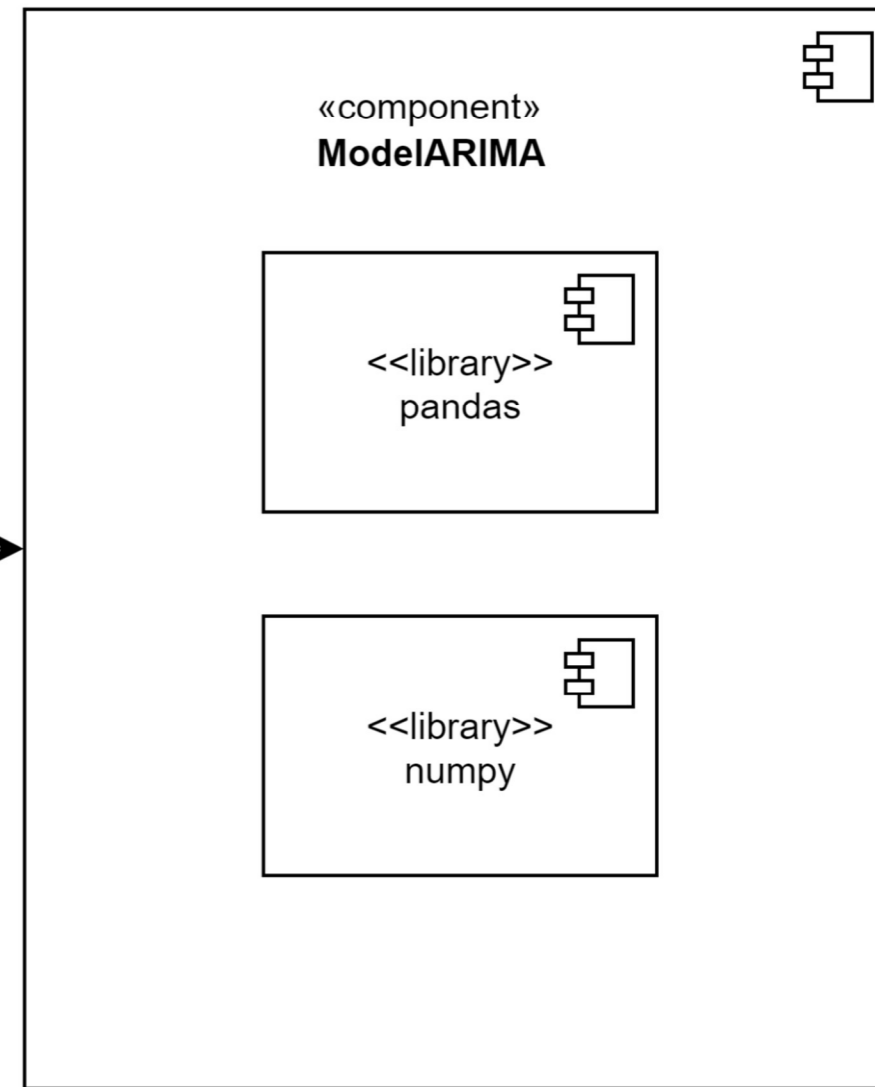 «component»
ModelARIMA
<<library>>
pandas
<<library>>
numpy